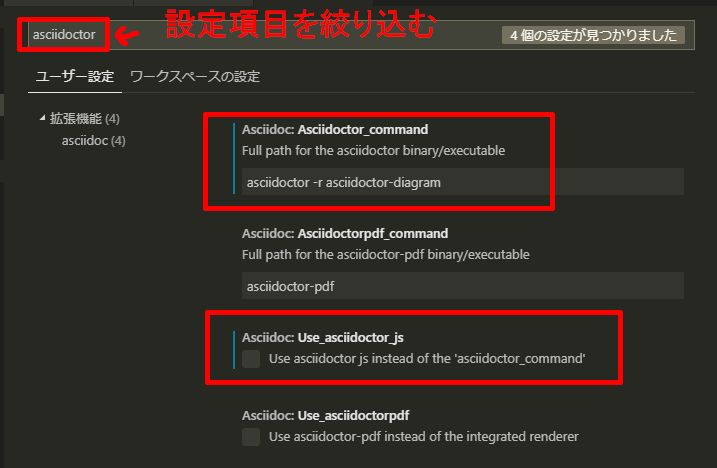 asciidoctor
設定項目を絞り込む
4 個の設定が見つかりました
ユーザー設定 ワークスペースの設定
拡張機能 (4)
asciidoc (4)
Asciidoc: Asciidoctor_command
Full path for the asciidoctor binary/executable
asciidoctor -r asciidoctor-diagram
Asciidoc: Asciidoctorpdf_command
Full path for the asciidoctor-pdf binary/executable
asciidoctor-pdf
Asciidoc: Use_asciidoctor_js
Use asciidoctor js instead of the 'asciidoctor_command'
Asciidoc: Use_asciidoctorpdf
Use asciidoctor-pdf instead of the integrated renderer